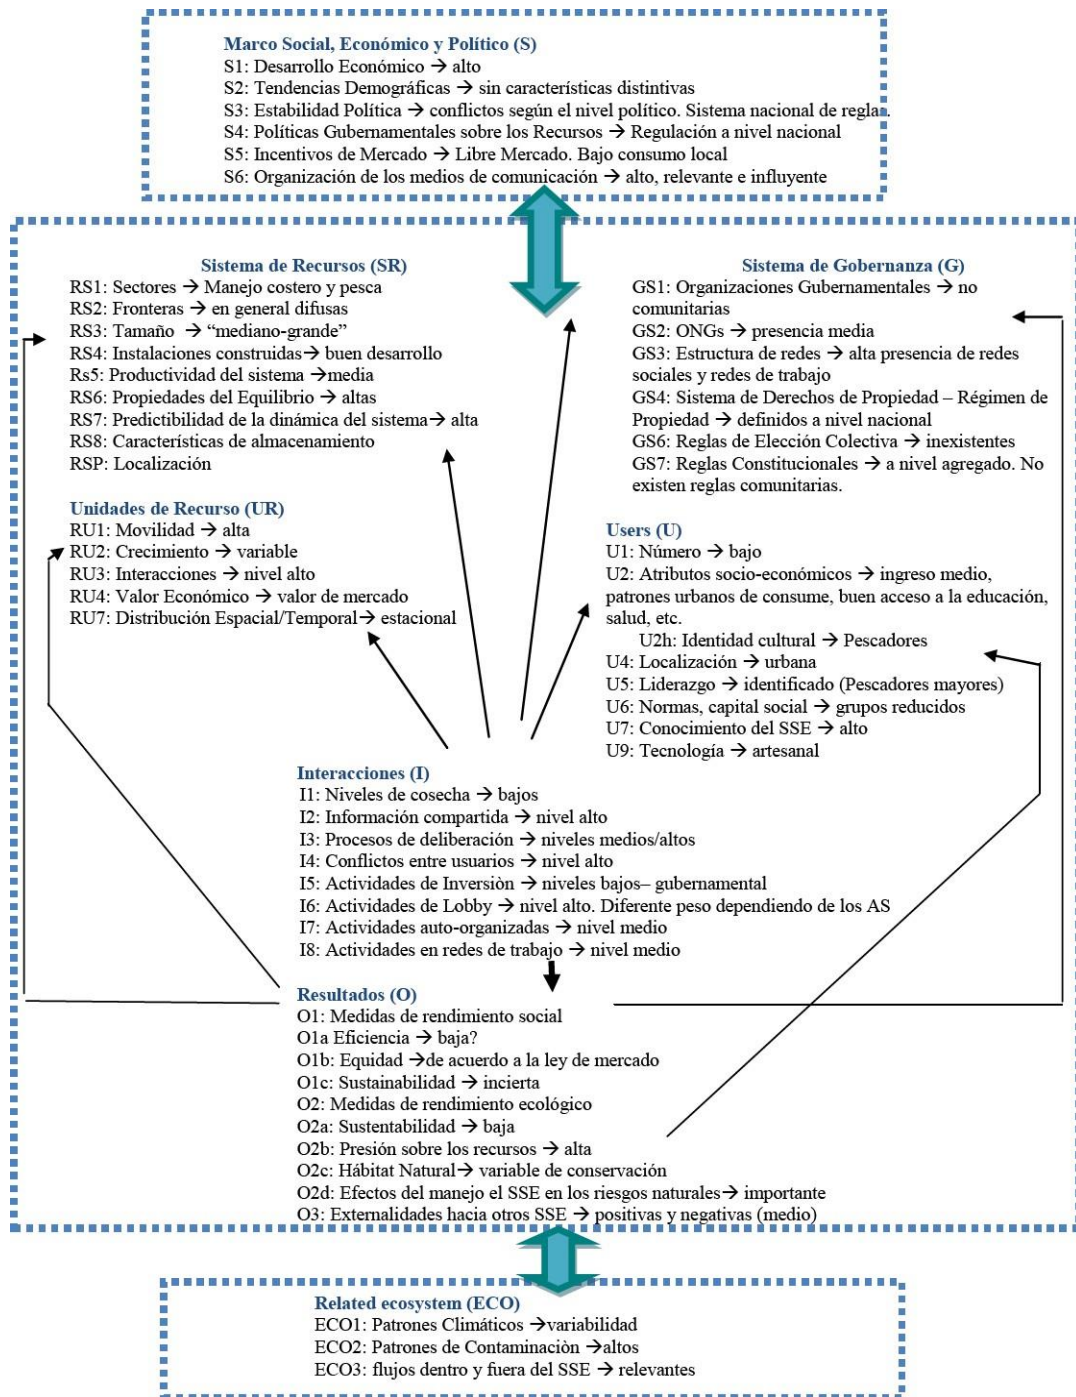 Marco Social, Económico y Político (S)
S1: Desarrollo Económico → alto
S2: Tendencias Demográficas → sin características distintivas
S3: Estabilidad Política → conflictos según el nivel político. Sistema nacional de reglas.
S4: Políticas Gubernamentales sobre los Recursos → Regulación a nivel nacional
S5: Incentivos de Mercado → Libre Mercado. Bajo consumo local
S6: Organización de los medios de comunicación → alto, relevante e influyente
Sistema de Recursos (SR)
RS1: Sectores → Manejo costero y pesca
RS2: Fronteras → en general difusas
RS3: Tamaño → “mediano-grande”
RS4: Instalaciones construidas→ buen desarrollo
Rs5: Productividad del sistema →media
RS6: Propiedades del Equilibrio → altas
RS7: Predictibilidad de la dinámica del sistema→ alta
RS8: Características de almacenamiento
RSP: Localización
Unidades de Recurso (UR)
RU1: Movilidad → alta
RU2: Crecimiento → variable
RU3: Interacciones → nivel alto
RU4: Valor Económico → valor de mercado
RU7: Distribución Espacial/Temporal→ estacional
Sistema de Gobernanza (G)
GS1: Organizaciones Gubernamentales → no
comunitarias
GS2: ONGs → presencia media
GS3: Estructura de redes → alta presencia de redes
sociales y redes de trabajo
GS4: Sistema de Derechos de Propiedad – Régimen de
Propiedad → definidos a nivel nacional
GS6: Reglas de Elección Colectiva → inexistentes
GS7: Reglas Constitucionales → a nivel agregado. No
existen reglas comunitarias.
Users (U)
U1: Número → bajo
U2: Atributos socio-económicos → ingreso medio,
patrones urbanos de consume, buen acceso a la educación,
salud, etc.
U2h: Identidad cultural → Pescadores
U4: Localización → urbana
U5: Liderazgo → identificado (Pescadores mayores)
U6: Normas, capital social → grupos reducidos
U7: Conocimiento del SSE → alto
U9: Tecnología → artesanal
Interacciones (I)
I1: Niveles de cosecha → bajos
I2: Información compartida → nivel alto
I3: Procesos de deliberación → niveles medios/altos
I4: Conflictos entre usuarios → nivel alto
I5: Actividades de Inversiòn → niveles bajos– gubernamental
I6: Actividades de Lobby → nivel alto. Diferente peso dependiendo de los AS
I7: Actividades auto-organizadas → nivel medio
I8: Actividades en redes de trabajo → nivel medio
Resultados (O)
O1: Medidas de rendimiento social
O1a Eficiencia → baja?
O1b: Equidad →de acuerdo a la ley de mercado
O1c: Sustainabilidad → incierta
O2: Medidas de rendimiento ecológico
O2a: Sustentabilidad → baja
O2b: Presión sobre los recursos → alta
O2c: Hábitat Natural→ variable de conservación
O2d: Efectos del manejo el SSE en los riesgos naturales→ importante
O3: Externalidades hacia otros SSE → positivas y negativas (medio)
Related ecosystem (ECO)
ECO1: Patrones Climáticos →variabilidad
ECO2: Patrones de Contaminaciòn →altos
ECO3: flujos dentro y fuera del SSE → relevantes